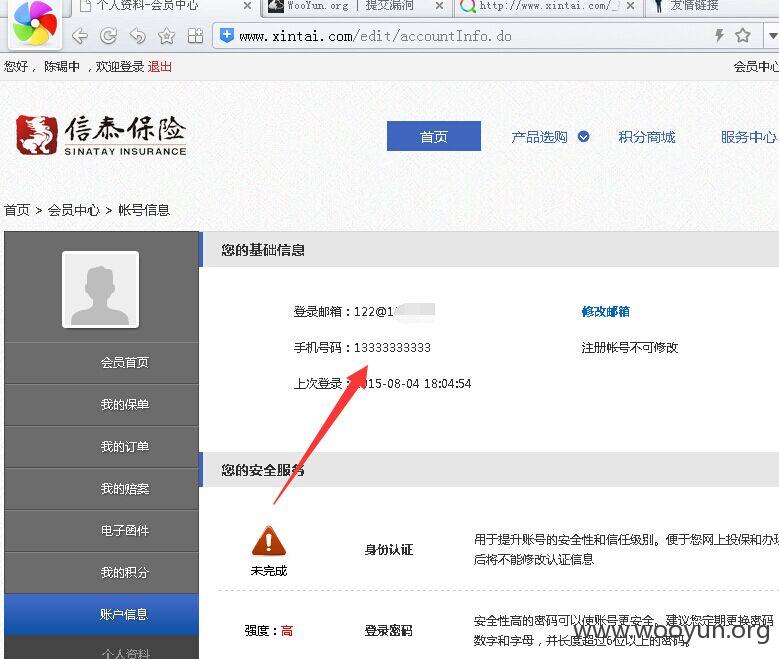 个人资料-会员中心 WooYun.org | 提交漏洞 http://www.xintai.com/ 友情链接
www.xintai.com/edit/accountInfo.do
您好， 陈锡中 ，欢迎登录 退出 会员中心
信泰保险
SINATAY INSURANCE
首页 产品选购 积分商城 服务中心
首页 > 会员中心 > 帐号信息
您的基础信息
登录邮箱：122@1
修改邮箱
手机号码：13333333333
注册帐号不可修改
上次登录：2015-08-04 18:04:54
会员首页
我的保单
我的订单
我的赔案
电子函件
我的积分
账户信息
个人资料
您的安全服务
未完成
身份认证
用于提升账号的安全性和信任级别。便于您网上投保和办理
后将不能修改认证信息
强度：高
登录密码
安全性高的密码可以使账号更安全。建议您定期更换密码
数字和字母，并长度超过6位以上的密码。
www.wooyun.org